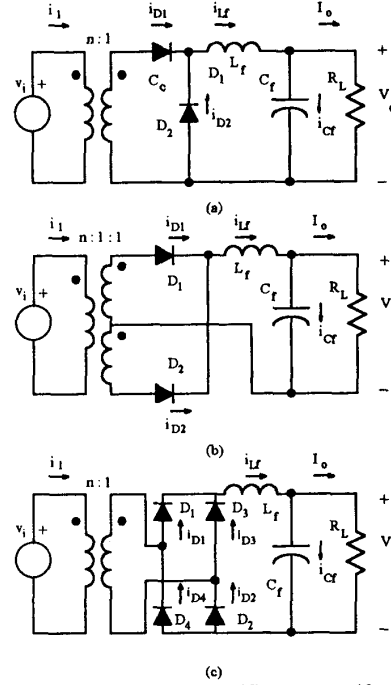 i1 iD1 iLf Io
n : 1
vi + Cc D1 Lf Cf RL +
D2 iD2 iCf V
−
(a)
i1 iD1 iLf Io
n : 1 : 1
vi + D1 Lf Cf RL +
V
D2 iCf
iD2 −
(b)
i1 iLf Io
n : 1
vi + D1 D3 Lf RL +
iD1 iD3 V
iD4 iD2 Cf iCf
D4 D2 −
(c)